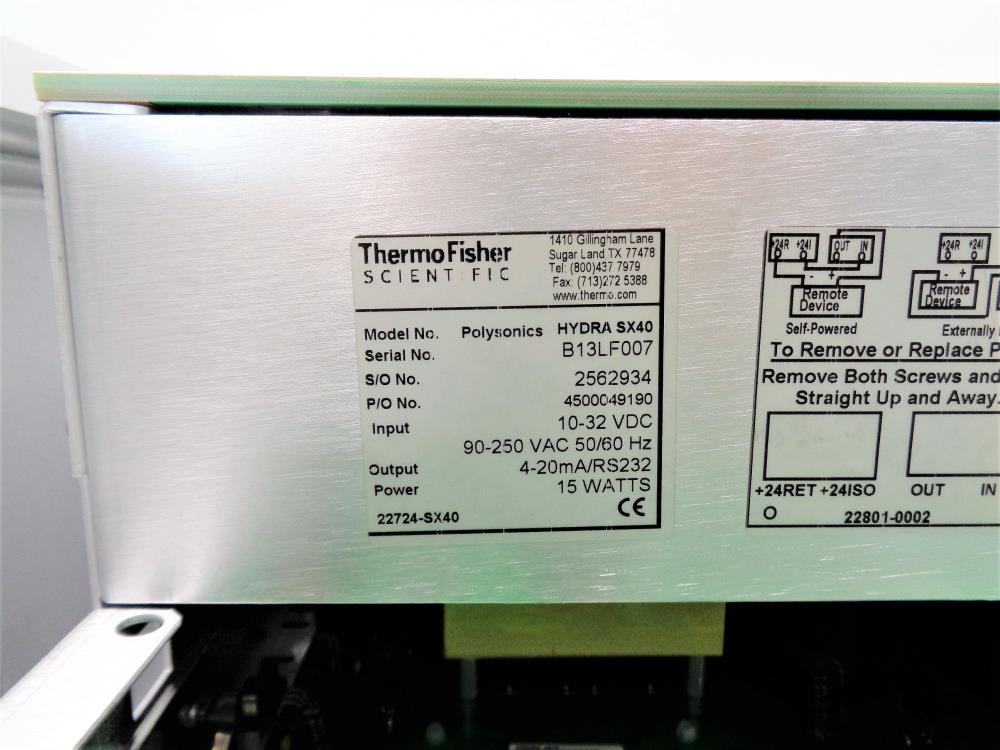 ThermoFisher
SCIENTIFIC
1410 Gillingham Lane
Sugar Land TX 77478
Tel: (800)437 7979
Fax: (713)272 5388
www.thermo.com
Model No. Polysonics HYDRA SX40
Serial No. B13LF007
S/O No. 2562934
P/O No. 4500049190
Input 10-32 VDC
90-250 VAC 50/60 Hz
Output 4-20mA/RS232
Power 15 WATTS
22724-SX40 CE
+24R +24I OUT IN
- +
Remote
Device
Self-Powered
+24R +24I
- +
Remote
Device
Externally
To Remove or Replace
Remove Both Screws and
Straight Up and Away.
+24RET +24ISO OUT IN
O 22801-0002